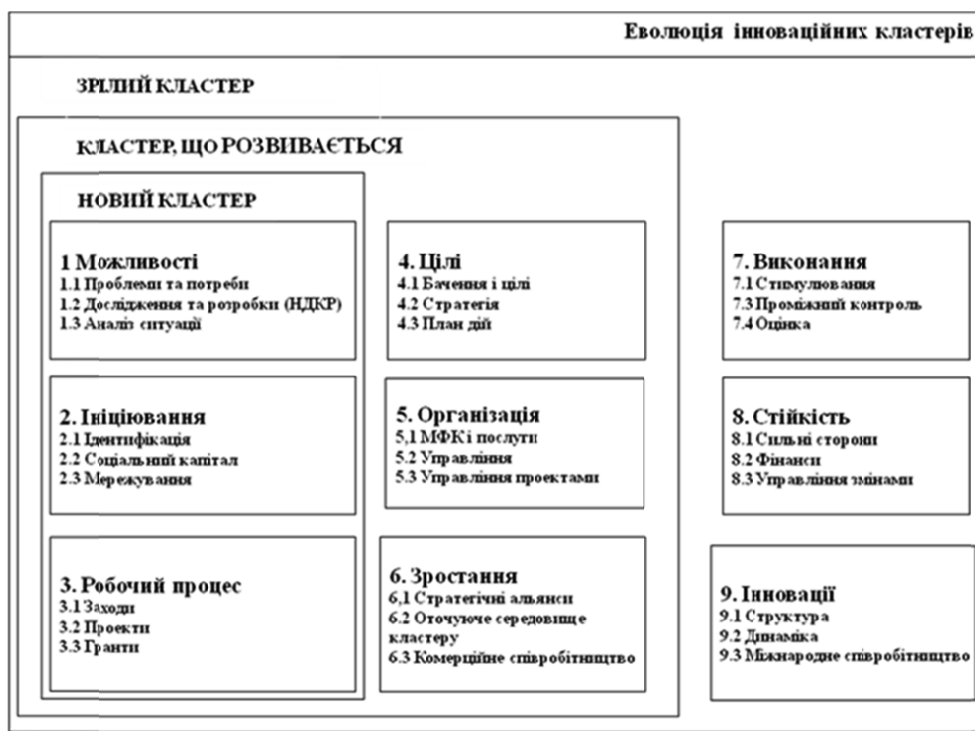 Еволюція інноваційних кластерів
ЗРІЛИЙ КЛАСТЕР
КЛАСТЕР, ЩО РОЗВИВАЄТЬСЯ
НОВИЙ КЛАСТЕР
1 Можливості
1.1 Проблеми та потреби
1.2 Дослідження та розробки (НДКР)
1.3 Аналіз ситуації
2. Ініціювання
2.1 Ідентифікація
2.2 Соціальний капітал
2.3 Мережування
3. Робочий процес
3.1 Заходи
3.2 Проекти
3.3 Гранти
4. Цілі
4.1 Бачення і цілі
4.2 Стратегія
4.3 План дій
5. Організація
5,1 МФК і послуги
5.2 Управління
5.3 Управління проектами
6. Зростання
6,1 Стратегічні альянси
6.2 Оточуюче середовище
кластеру
6.3 Комерційне співробітництво
7. Виконання
7.1 Стимулювання
7.3 Проміжний контроль
7.4 Оцінка
8. Стійкість
8.1 Сильні сторони
8.2 Фінанси
8.3 Управління змінами
9. Інновації
9.1 Структура
9.2 Динаміка
9.3 Міжнародне співробітництво